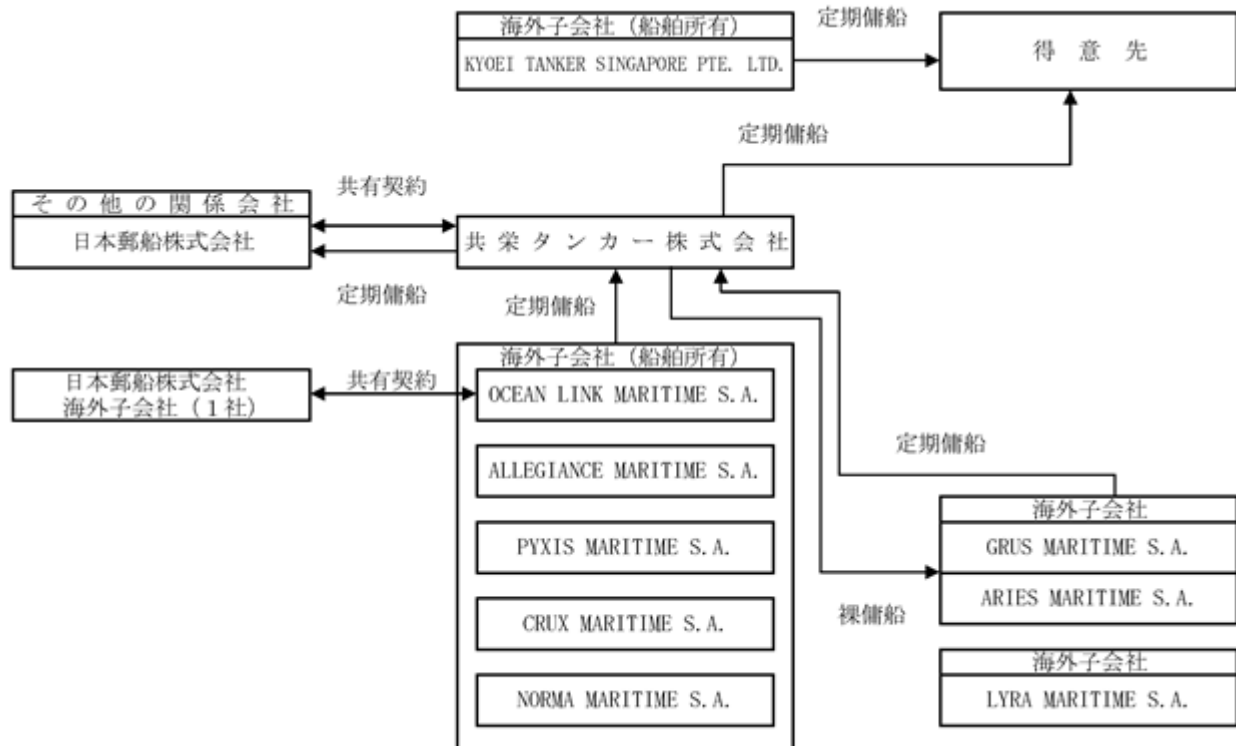 海外子会社（船舶所有）
KYOEI TANKER SINGAPORE PTE. LTD.
定期傭船
得意先
定期傭船
その他の関係会社
日本郵船株式会社
共有契約
定期傭船
共栄タンカー株式会社
定期傭船
日本郵船株式会社
海外子会社（１社）
共有契約
海外子会社（船舶所有）
OCEAN LINK MARITIME S.A.
ALLEGIANCE MARITIME S.A.
PYXIS MARITIME S.A.
CRUX MARITIME S.A.
NORMA MARITIME S.A.
定期傭船
海外子会社
GRUS MARITIME S.A.
ARIES MARITIME S.A.
裸傭船
海外子会社
LYRA MARITIME S.A.